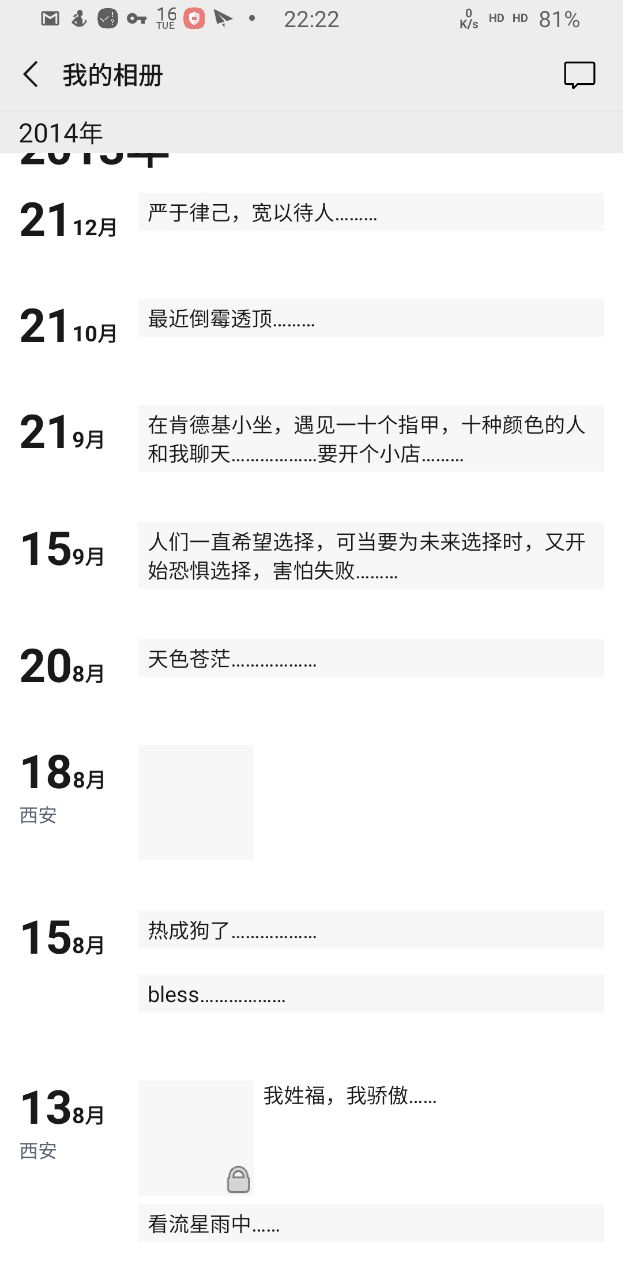 16
TUE
22:22
0
K/s
HD HD
81%
我的相册
2014年
2013年
21 12月
严于律己，宽以待人………
21 10月
最近倒霉透顶………
21 9月
在肯德基小坐，遇见一十个指甲，十种颜色的人
和我聊天………………要开个小店………
15 9月
人们一直希望选择，可当要为未来选择时，又开
始恐惧选择，害怕失败………
20 8月
天色苍茫………………
18 8月
西安
15 8月
热成狗了………………
bless………………
13 8月
西安
我姓福，我骄傲……
看流星雨中……